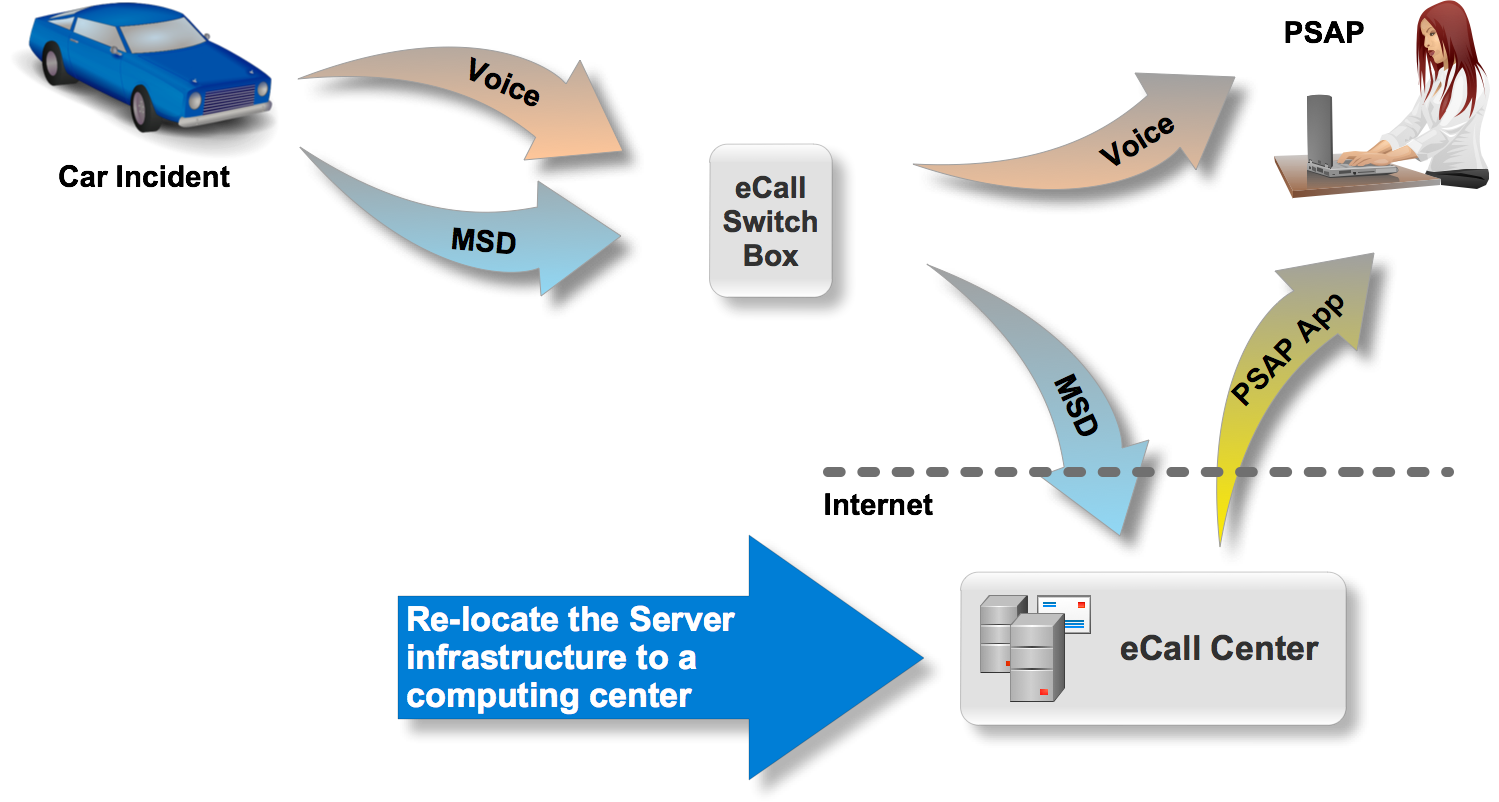 PSAP
Voice
Voice
Car Incident
MSD
eCall
Switch
Box
PSAP App
MSD
Internet
Re-locate the Server
infrastructure to a
computing center
eCall Center